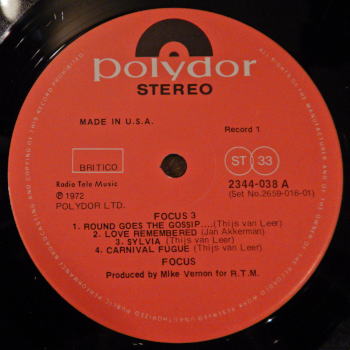 polydor
STEREO
MADE IN U.S.A.
Record 1
BRITICO
ST 33
Radio Tele Music
2344-038 A
(Set No.2659-016-01)
℗1972
POLYDOR LTD.
FOCUS 3
1. ROUND GOES THE GOSSIP....(Thijs van Leer)
2. LOVE REMEMBERED (Jan Akkerman)
3. SYLVIA (Thijs van Leer)
4. CARNIVAL FUGUE (Thijs van Leer)
FOCUS
Produced by Mike Vernon for R.T.M.